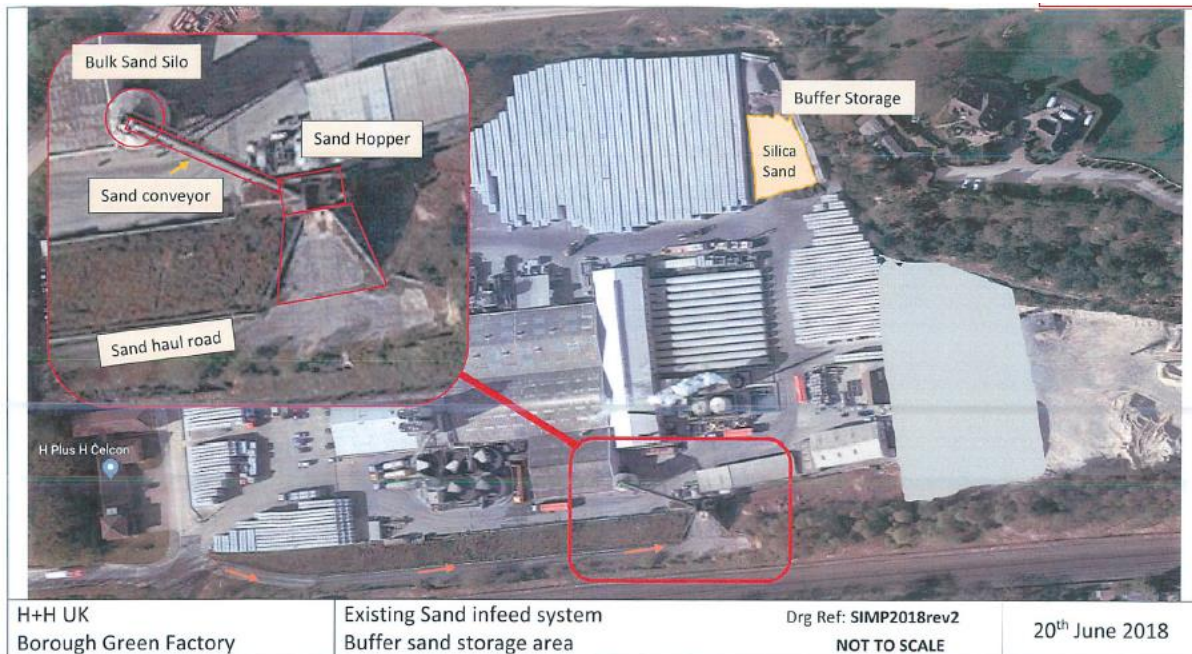 Bulk Sand Silo
Sand Hopper
Sand conveyor
Sand haul road
Buffer Storage
Silica
Sand
H Plus H Celcon
H+H UK
Borough Green Factory
Existing Sand infeed system
Buffer sand storage area
Drg Ref: SIMP2018rev2
NOT TO SCALE
20th June 2018